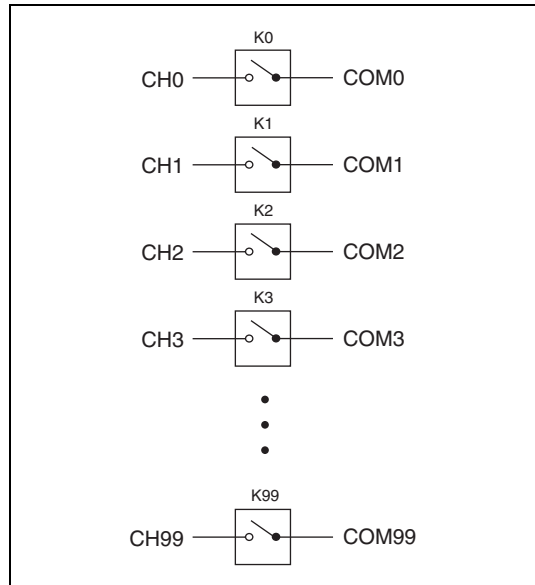 K0
CH0 COM0
K1
CH1 COM1
K2
CH2 COM2
K3
CH3 COM3
K99
CH99 COM99